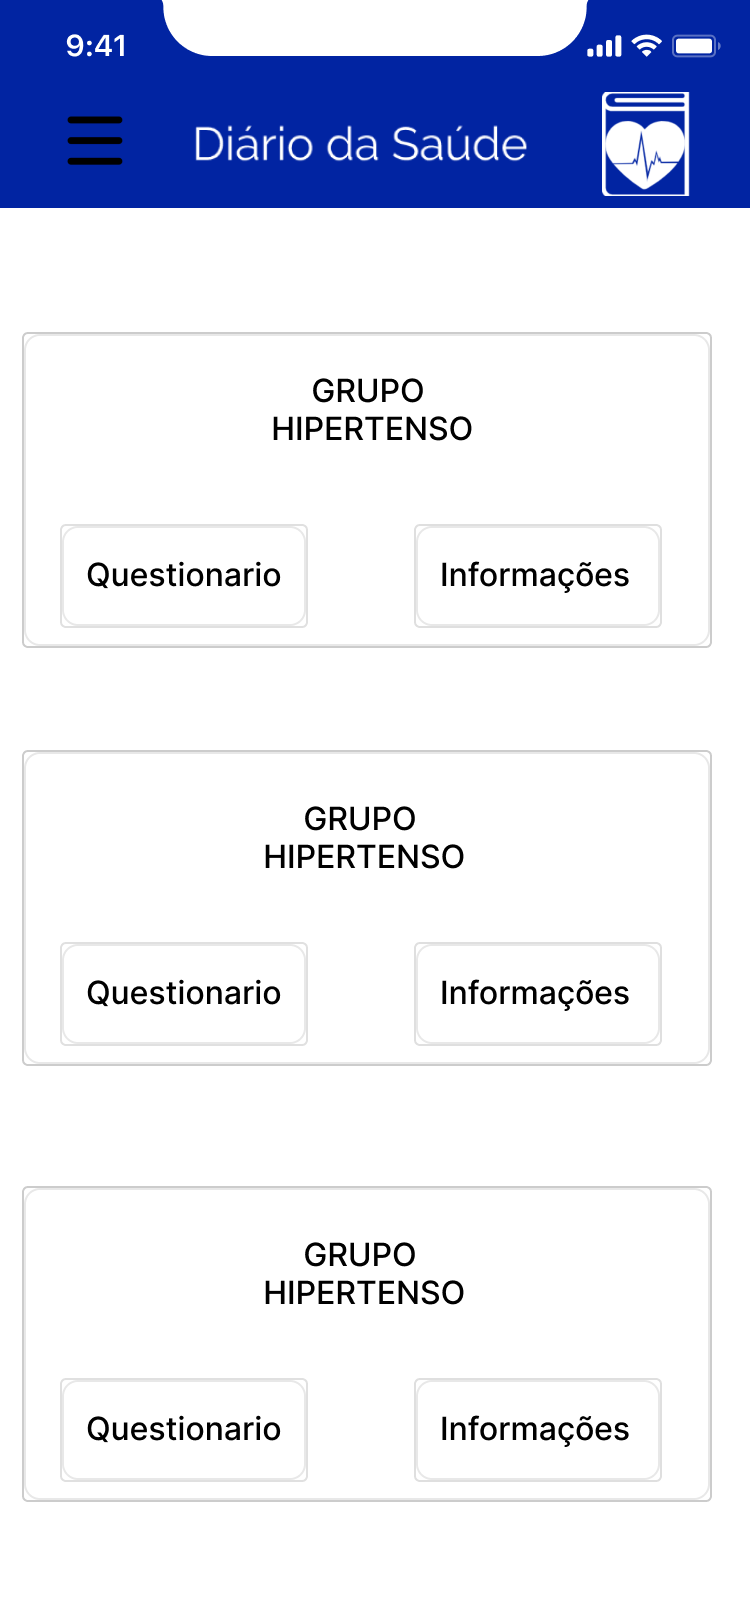 9:41
Diário da Saúde
GRUPO
HIPERTENSO
Questionario
Informações
GRUPO
HIPERTENSO
Questionario
Informações
GRUPO
HIPERTENSO
Questionario
Informações